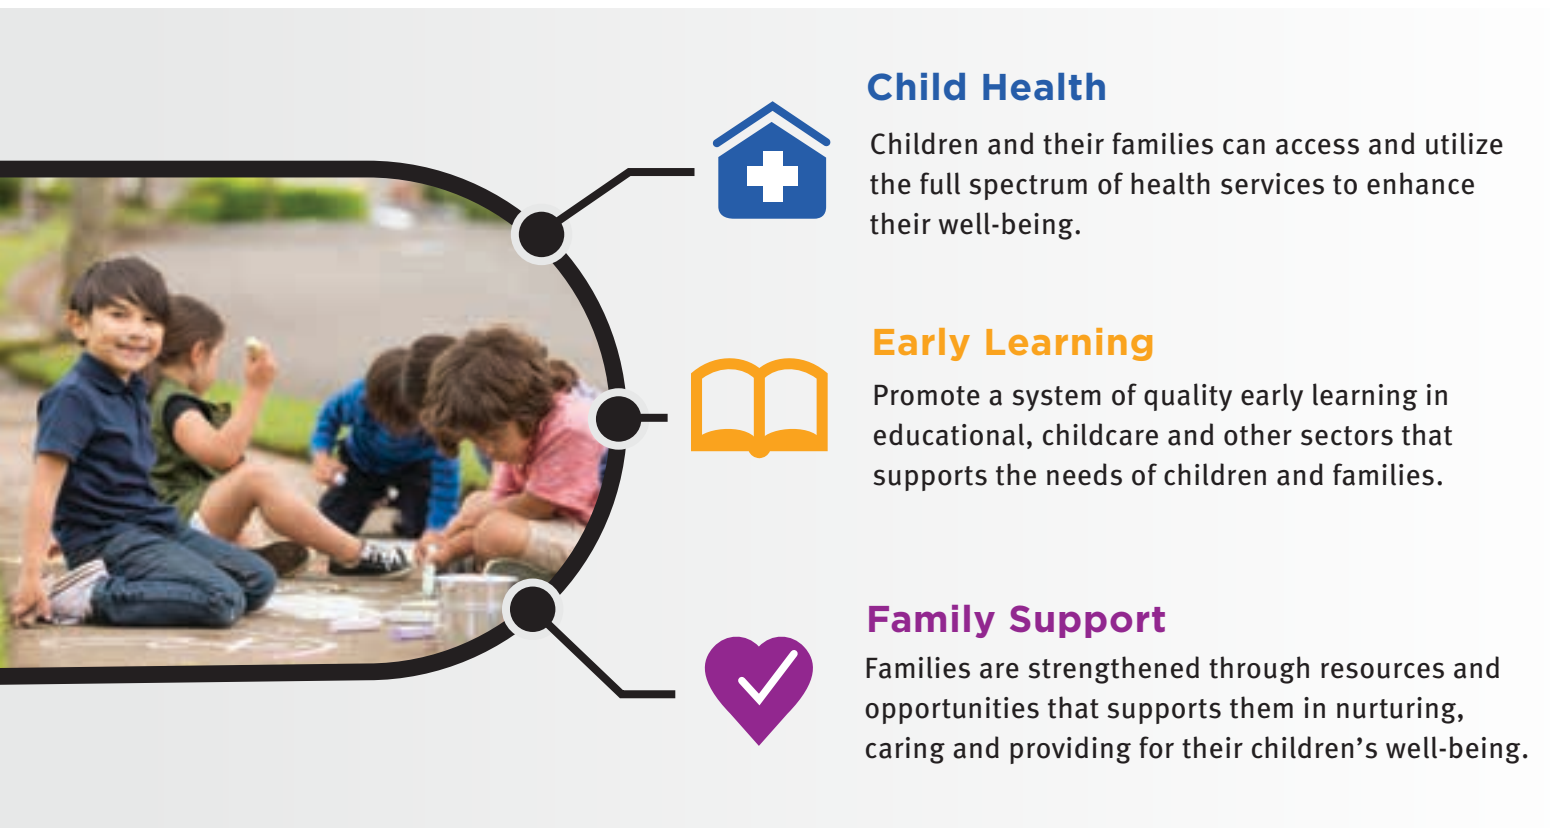 Child Health
Children and their families can access and utilize
the full spectrum of health services to enhance
their well-being.
Early Learning
Promote a system of quality early learning in
educational, childcare and other sectors that
supports the needs of children and families.
Family Support
Families are strengthened through resources and
opportunities that supports them in nurturing,
caring and providing for their children’s well-being.